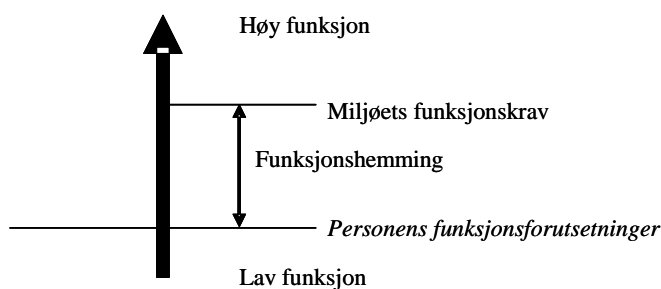 Høy funksjon
Miljøets funksjonskrav
Funksjonshemming
Personens funksjonsforutsetninger
Lav funksjon